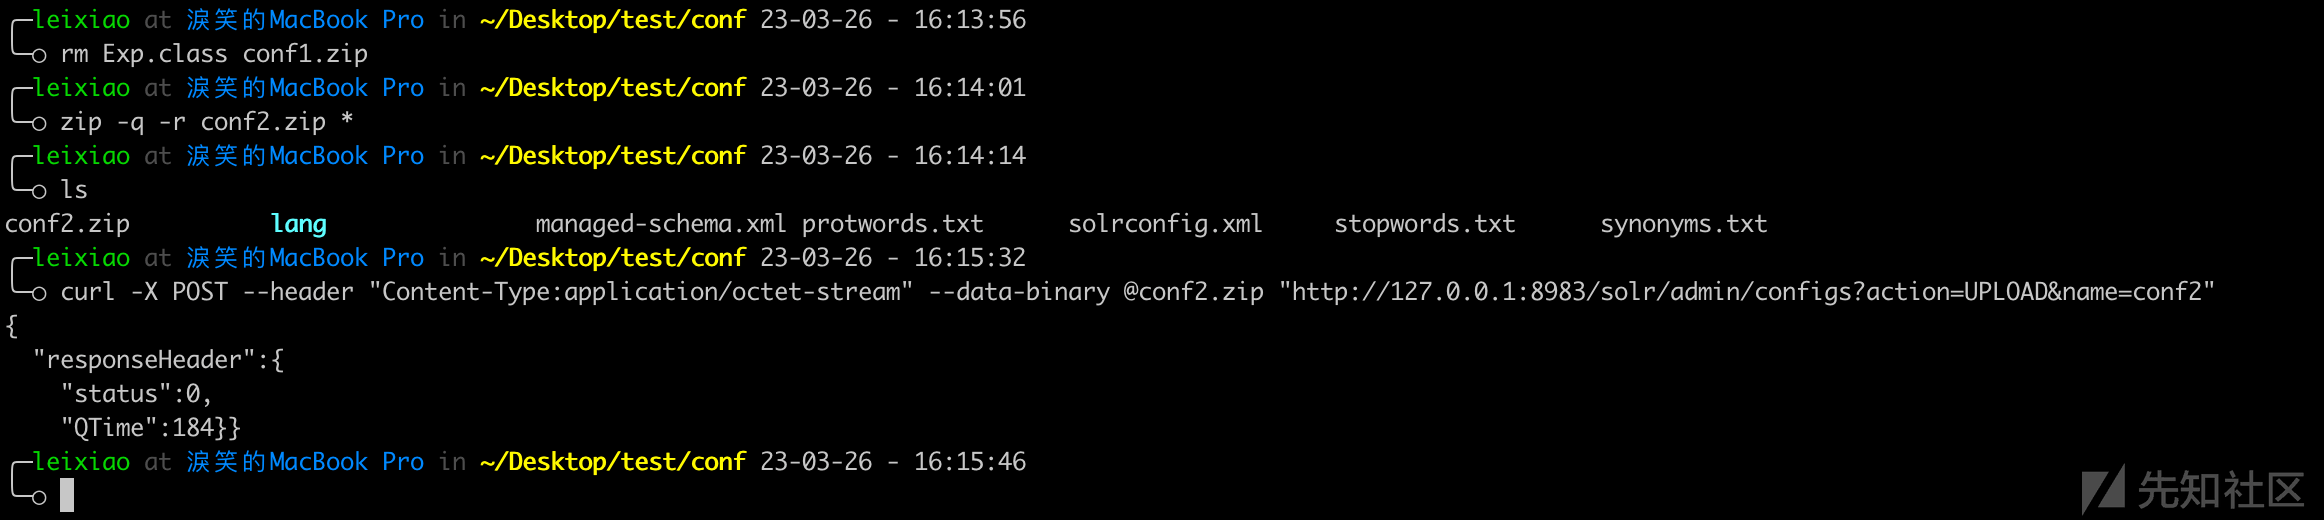 leixiao at 淚笑的MacBook Pro in ~/Desktop/test/conf 23-03-26 - 16:13:56
rm Exp.class conf1.zip
leixiao at 淚笑的MacBook Pro in ~/Desktop/test/conf 23-03-26 - 16:14:01
zip -q -r conf2.zip *
leixiao at 淚笑的MacBook Pro in ~/Desktop/test/conf 23-03-26 - 16:14:14
ls
conf2.zip lang managed-schema.xml protwords.txt solrconfig.xml stopwords.txt synonyms.txt
leixiao at 淚笑的MacBook Pro in ~/Desktop/test/conf 23-03-26 - 16:15:32
curl -X POST --header "Content-Type:application/octet-stream" --data-binary @conf2.zip "http://127.0.0.1:8983/solr/admin/configs?action=UPLOAD&name=conf2"
{
"responseHeader":{
"status":0,
"QTime":184}}
leixiao at 淚笑的MacBook Pro in ~/Desktop/test/conf 23-03-26 - 16:15:46
先知社区